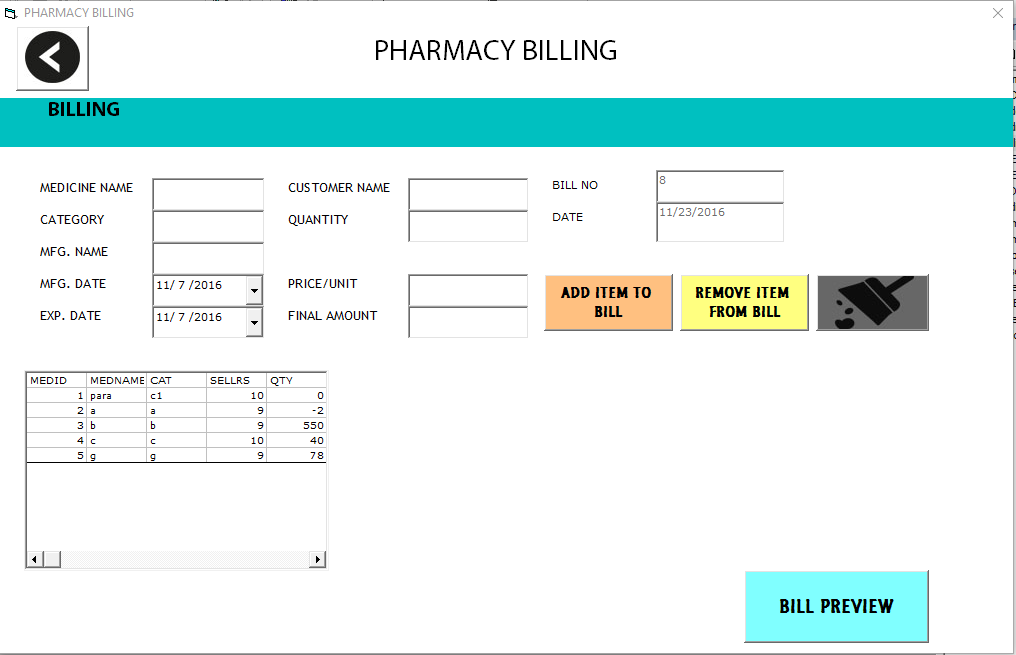 PHARMACY BILLING
PHARMACY BILLING
BILLING
MEDICINE NAME CUSTOMER NAME BILL NO 8
CATEGORY QUANTITY DATE 11/23/2016
MFG. NAME
MFG. DATE 11/ 7 /2016 PRICE/UNIT
EXP. DATE 11/ 7 /2016 FINAL AMOUNT
ADD ITEM TO
BILL
REMOVE ITEM
FROM BILL
MEDID MEDNAME CAT SELLRS QTY
1 para c1 10 0
2 a a 9 -2
3 b b 9 550
4 c c 10 40
5 g g 9 78
BILL PREVIEW